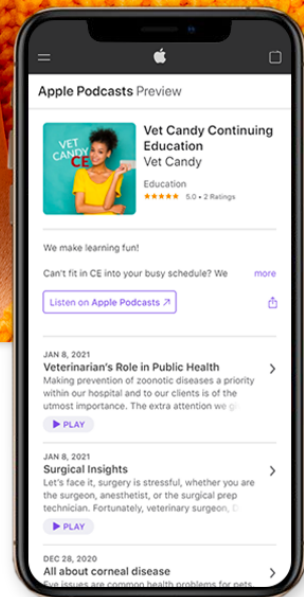 Apple Podcasts Preview
VET
CANDY
CE
Vet Candy Continuing
Education
Vet Candy
Education
★★★★★ 5.0 • 2 Ratings
We make learning fun!
Can't fit in CE into your busy schedule? We more
Listen on Apple Podcasts ↗
JAN 8, 2021
Veterinarian's Role in Public Health
Making prevention of zoonotic diseases a priority
within our hospital and to our clients is of the
utmost importance. The extra attention we
▶ PLAY
JAN 8, 2021
Surgical Insights
Let's face it, surgery is stressful, whether you are
the surgeon, anesthetist, or the surgical prep
technician. Fortunately, veterinary surgeon,
▶ PLAY
DEC 28, 2020
All about corneal disease
Eye issues are common health problems for pets.